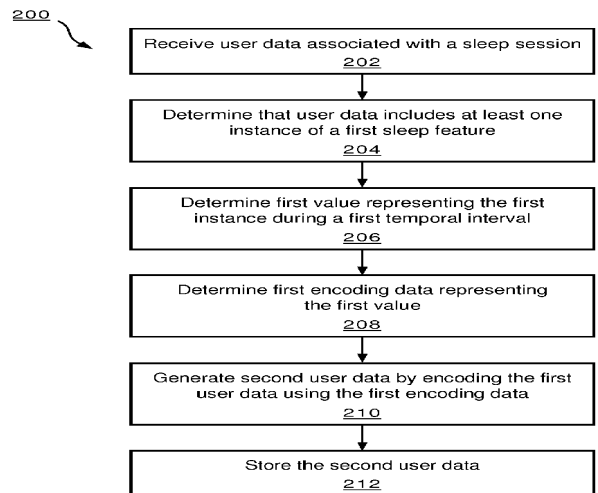 200
Receive user data associated with a sleep session
202
Determine that user data includes at least one
instance of a first sleep feature
204
Determine first value representing the first
instance during a first temporal interval
206
Determine first encoding data representing
the first value
208
Generate second user data by encoding the first
user data using the first encoding data
210
Store the second user data
212